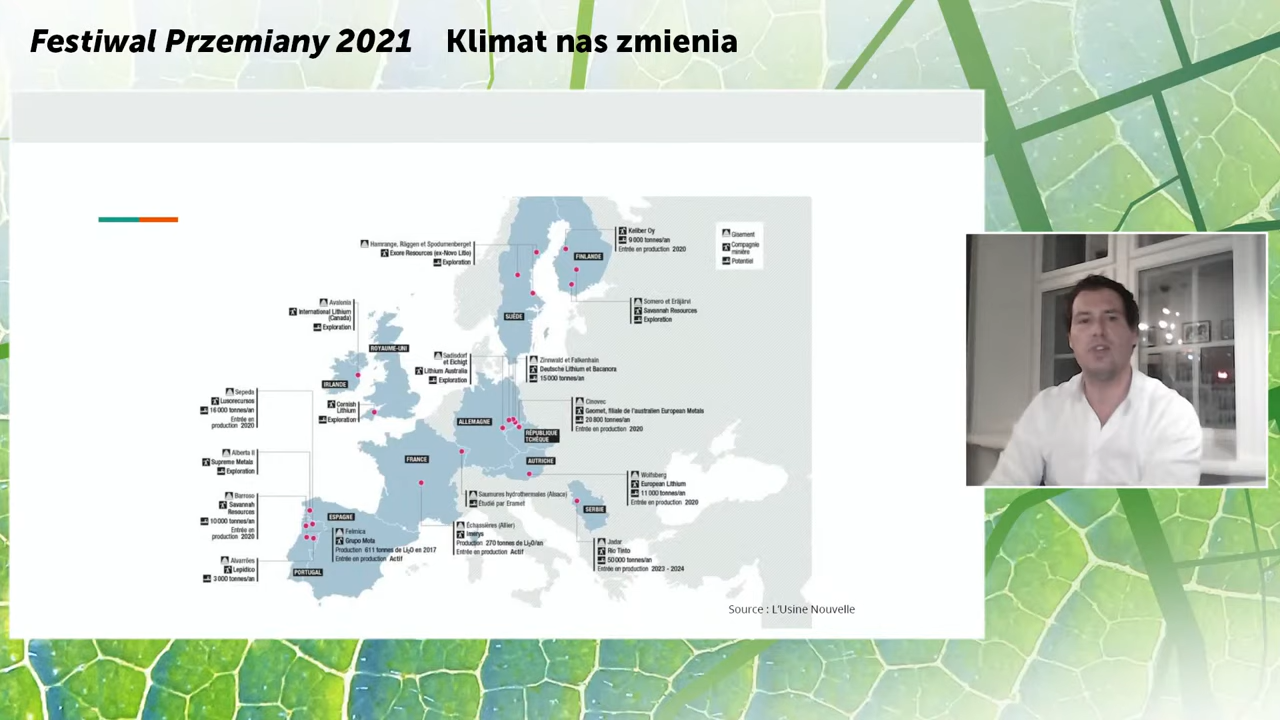 Festiwal Przemiany 2021 Klimat nas zmienia
Hamrange, Räggen et Spodumenberget
Exore Resources (ex-Novo Litio)
Exploration
Keliber Oy
9 000 tonnes/an
Entrée en production 2020
Gisement
Compagnie
minière
Potentiel
FINLANDE
SUÈDE
Somero et Eräjärvi
Savannah Resources
Exploration
Avalonia
International Lithium
(Canada)
Exploration
ROYAUME-UNI
IRLANDE
Cornish
Lithium
Exploration
Sadisdorf
et Eichigt
Lithium Australia
Exploration
Zinnwald et Falkenhain
Deutsche Lithium et Bacanora
15 000 tonnes/an
Sepeda
Lusorecursos
16 000 tonnes/an
Entrée en
production 2020
Cinovec
Geomet, filiale de l'australien European Metals
20 800 tonnes/an
Entrée en production 2020
ALLEMAGNE
RÉPUBLIQUE
TCHÈQUE
FRANCE
AUTRICHE
Alberta II
Supreme Metals
Exploration
Wolfsberg
European Lithium
11 000 tonnes/an
Entrée en production 2020
Barroso
Savannah
Resources
10 000 tonnes/an
Entrée en
production 2020
Saumures hydrothermales (Alsace)
Étudié par Eramet
SERBIE
ESPAGNE
Felmica
Grupo Mota
Production 611 tonnes de Li₂O en 2017
Entrée en production Actif
Échassières (Allier)
Imerys
Production 270 tonnes de Li₂O/an
Entrée en production Actif
Jadar
Rio Tinto
50 000 tonnes/an
Entrée en production 2023 - 2024
Alvarrões
Lepidico
3 000 tonnes/an
PORTUGAL
Source : L'Usine Nouvelle